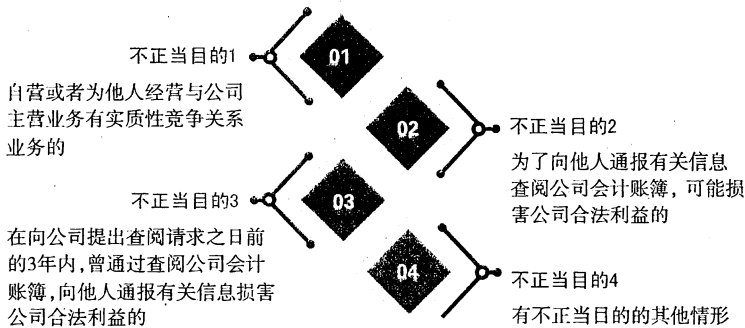 不正当目的1
01
自营或者为他人经营与公司
主营业务有实质性竞争关系
业务的
02
不正当目的2
为了向他人通报有关信息
查阅公司会计账簿，可能损
害公司合法利益的
不正当目的3
03
在向公司提出查阅请求之日前
的3年内，曾通过查阅公司会计
账簿，向他人通报有关信息损害
公司合法利益的
04
不正当目的4
有不正当目的的其他情形